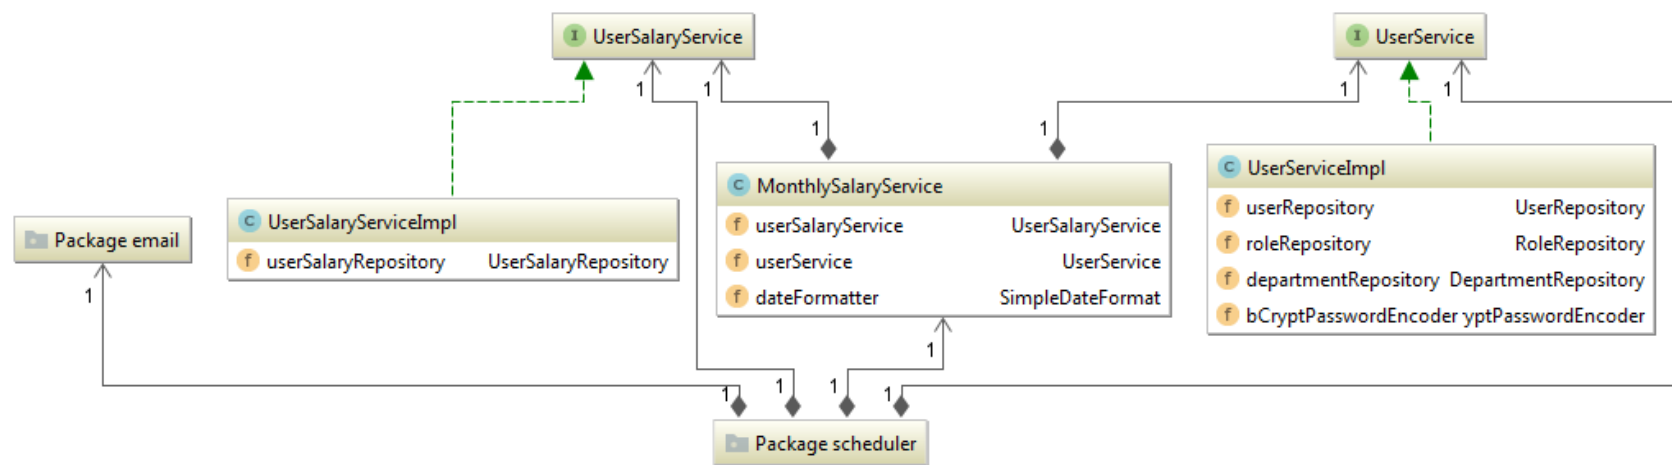 I UserSalaryService
I UserService
1
1
1
1
1
1
C MonthlySalaryService
f userSalaryService UserSalaryService
f userService UserService
f dateFormatter SimpleDateFormat
C UserServiceImpl
f userRepository UserRepository
f roleRepository RoleRepository
f departmentRepository DepartmentRepository
f bCryptPasswordEncoder yptPasswordEncoder
C UserSalaryServiceImpl
f userSalaryRepository UserSalaryRepository
Package email
1
1
1
1
1
1
Package scheduler